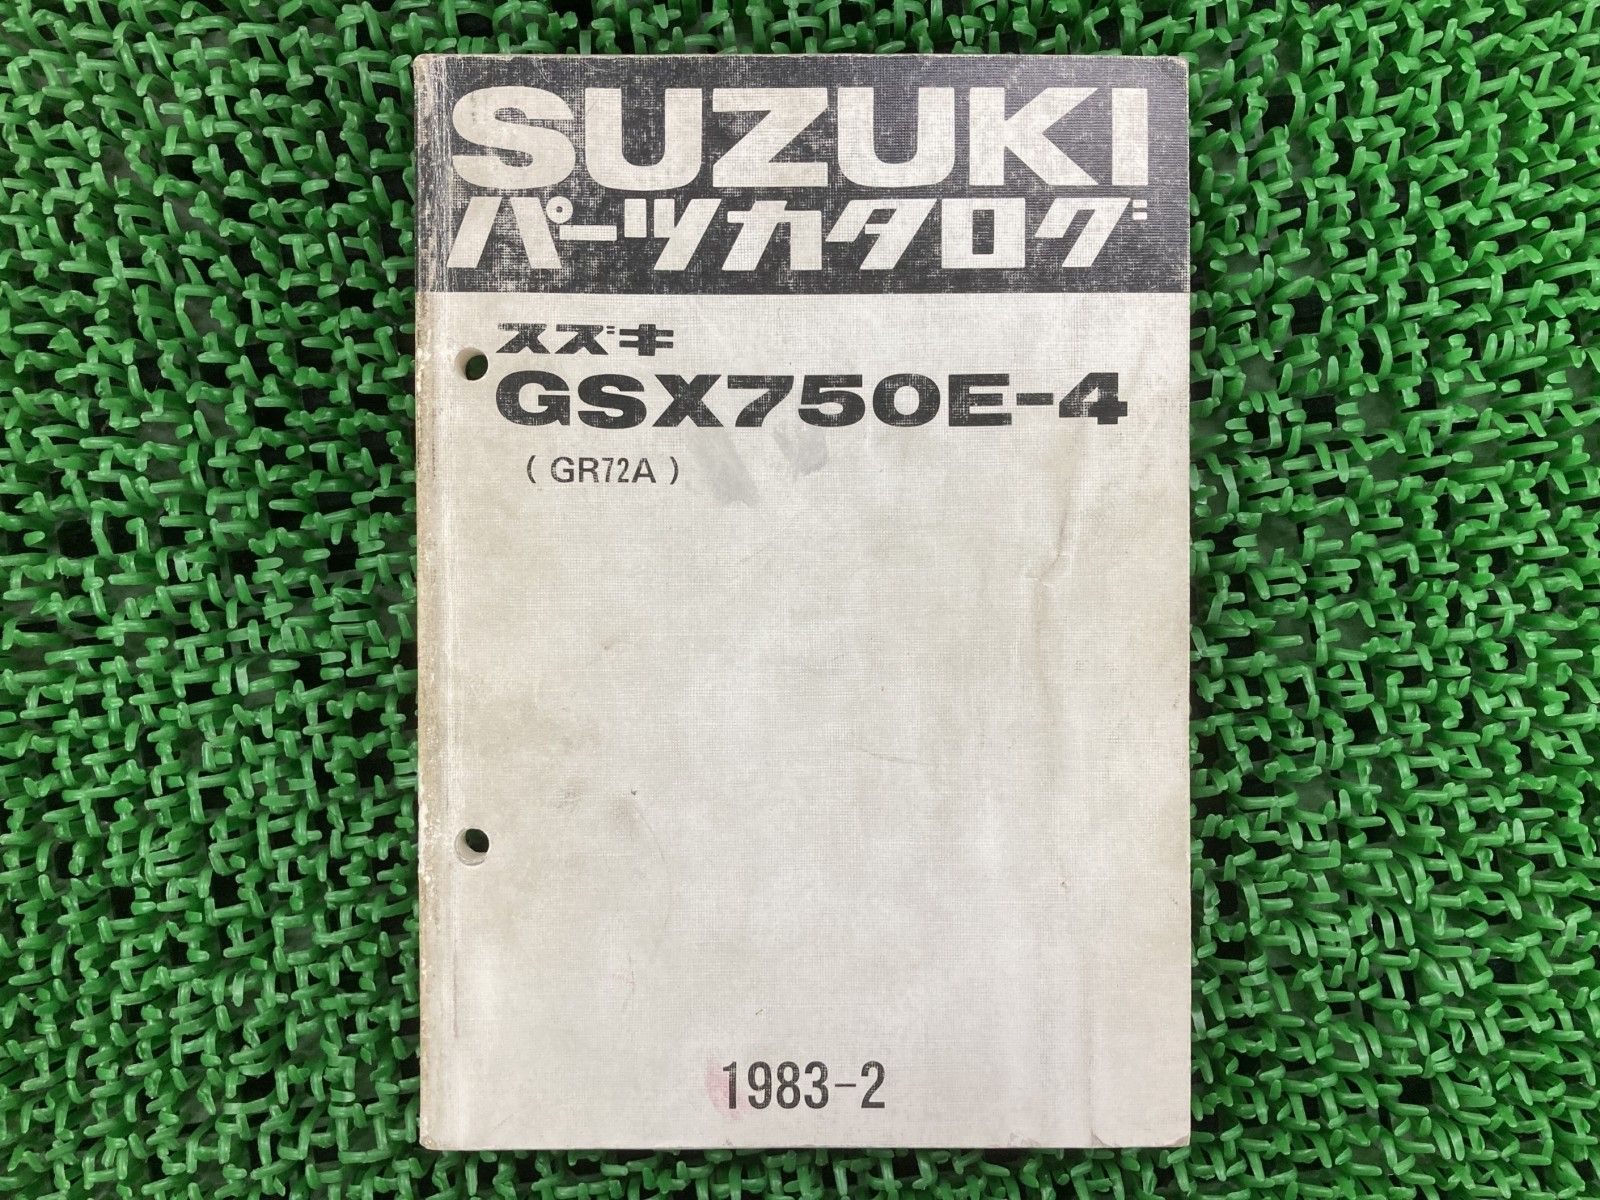 SUZUKI
パーツカタログ
スズキ
GSX750E-4
( GR72A )
1983-2